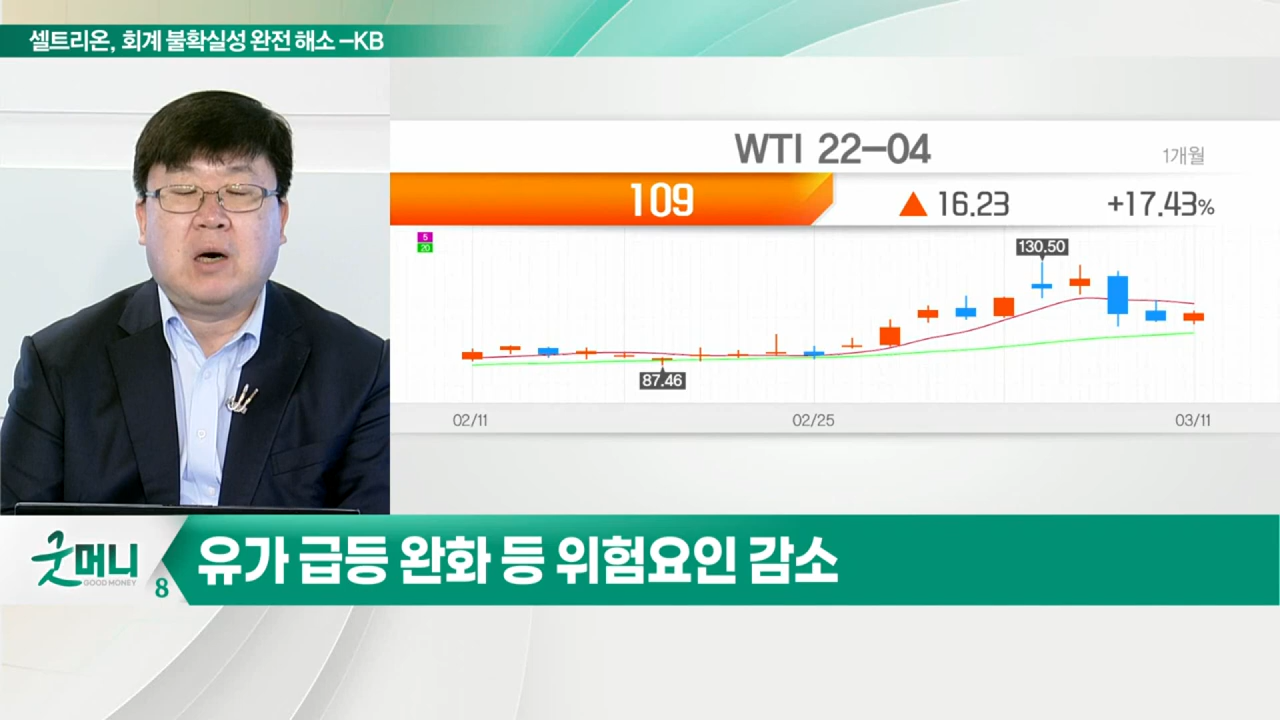 셀트리온, 회계 불확실성 완전 해소 –KB
WTI 22–04
1개월
109
▲ 16.23
+17.43%
5
20
130.50
87.46
02/11
02/25
03/11
굿머니
GOOD MONEY
8
유가 급등 완화 등 위험요인 감소